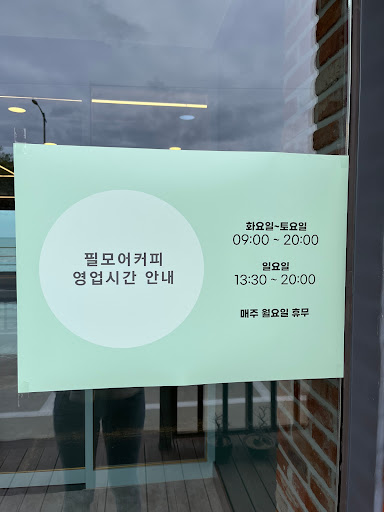 필모어커피
영업시간 안내
화요일~토요일
09:00 ~ 20:00
일요일
13:30 ~ 20:00
매주 월요일 휴무